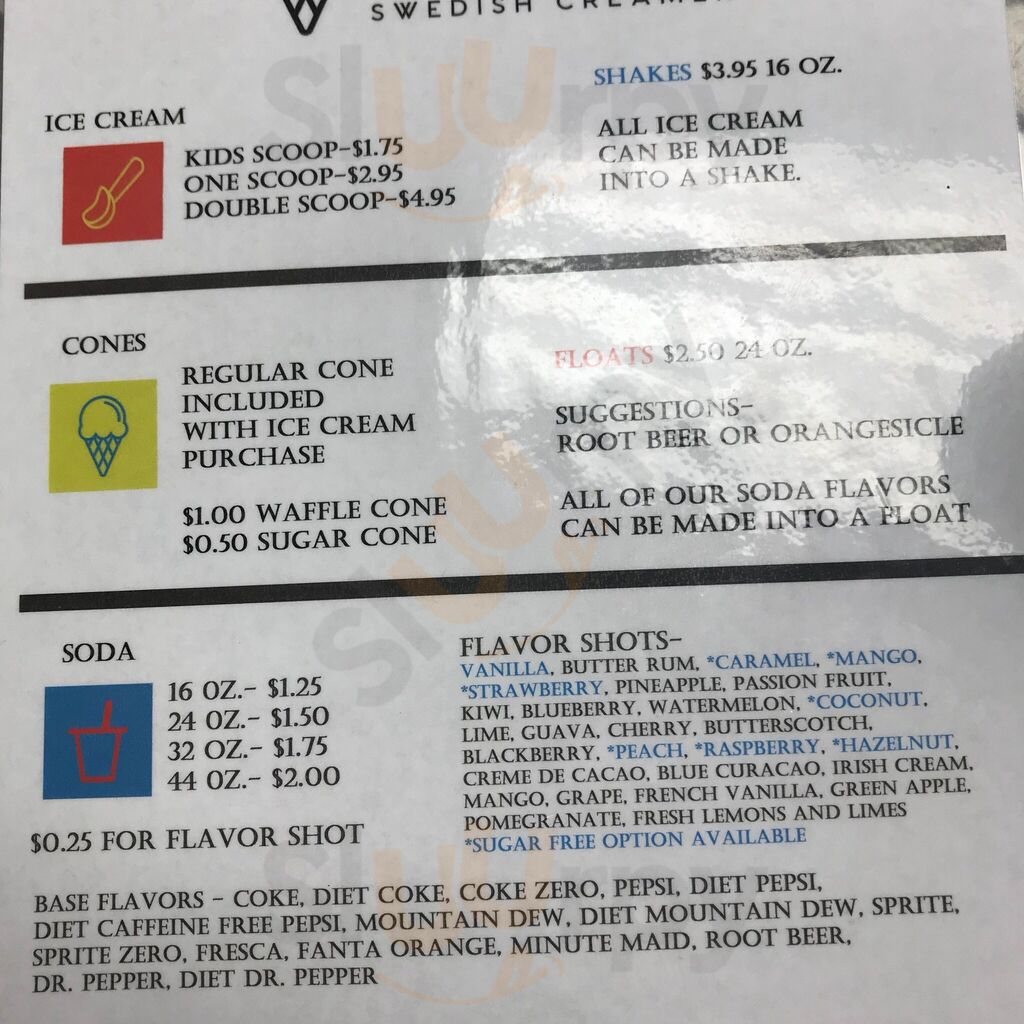 SWEDISH
ICE CREAM
KIDS SCOOP-$1.75
ONE SCOOP-$2.95
DOUBLE SCOOP-$4.95
SHAKES $3.95 16 OZ.
ALL ICE CREAM
CAN BE MADE
INTO A SHAKE.
CONES
REGULAR CONE
INCLUDED
WITH ICE CREAM
PURCHASE
$1.00 WAFFLE CONE
$0.50 SUGAR CONE
FLOATS $2.50 24 OZ.
SUGGESTIONS-
ROOT BEER OR ORANGESICLE
ALL OF OUR SODA FLAVORS
CAN BE MADE INTO A FLOAT
SODA
16 OZ.- $1.25
24 OZ.- $1.50
32 OZ.- $1.75
44 OZ.- $2.00
$0.25 FOR FLAVOR SHOT
FLAVOR SHOTS-
VANILLA, BUTTER RUM, *CARAMEL, *MANGO,
*STRAWBERRY, PINEAPPLE, PASSION FRUIT,
KIWI, BLUEBERRY, WATERMELON, *COCONUT,
LIME, GUAVA, CHERRY, BUTTERSCOTCH,
BLACKBERRY, *PEACH, *RASPBERRY, *HAZELNUT,
CREME DE CACAO, BLUE CURACAO, IRISH CREAM,
MANGO, GRAPE, FRENCH VANILLA, GREEN APPLE,
POMEGRANATE, FRESH LEMONS AND LIMES
*SUGAR FREE OPTION AVAILABLE
BASE FLAVORS - COKE, DIET COKE, COKE ZERO, PEPSI, DIET PEPSI,
DIET CAFFEINE FREE PEPSI, MOUNTAIN DEW, DIET MOUNTAIN DEW, SPRITE,
SPRITE ZERO, FRESCA, FANTA ORANGE, MINUTE MAID, ROOT BEER,
DR. PEPPER, DIET DR. PEPPER
Sluurpy
Sluurpy
Sluurpy